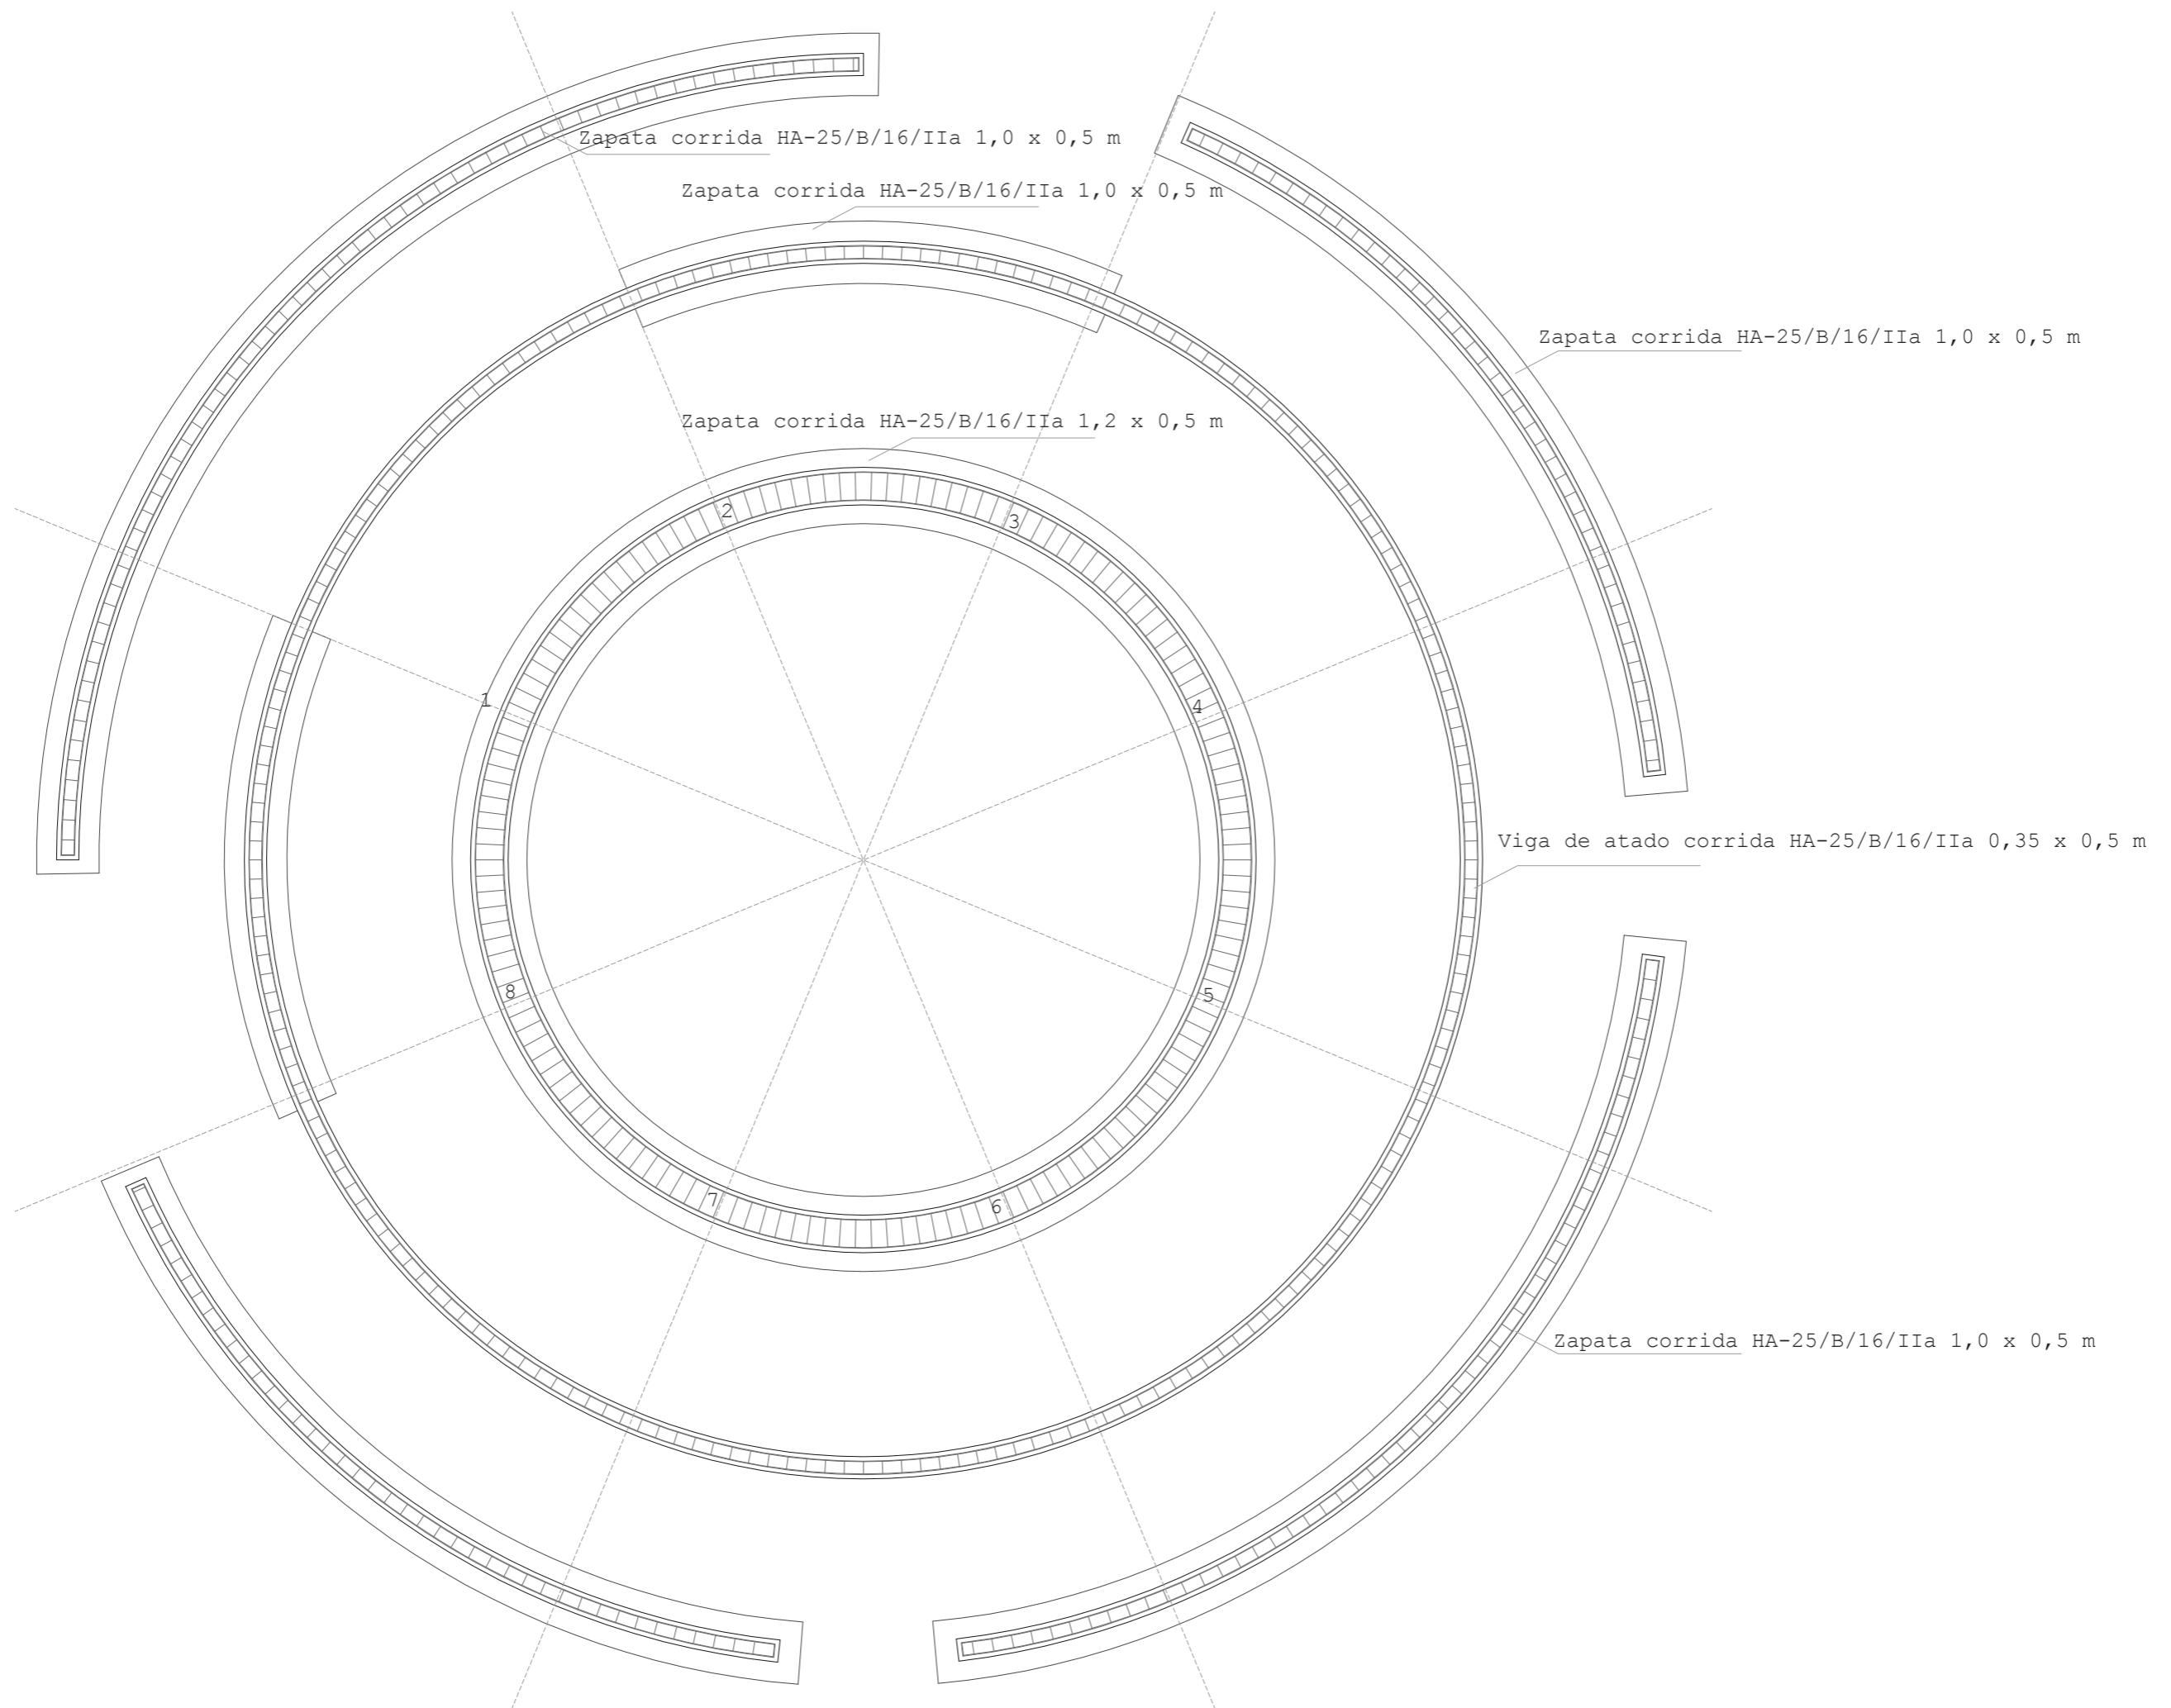 Zapata corrida HA-25/B/16/IIa 1,0 x 0,5 m
Zapata corrida HA-25/B/16/IIa 1,0 x 0,5 m
Zapata corrida HA-25/B/16/IIa 1,0 x 0,5 m
Zapata corrida HA-25/B/16/IIa 1,2 x 0,5 m
2
3
1
4
Viga de atado corrida HA-25/B/16/IIa 0,35 x 0,5 m
8
5
7
6
Zapata corrida HA-25/B/16/IIa 1,0 x 0,5 m